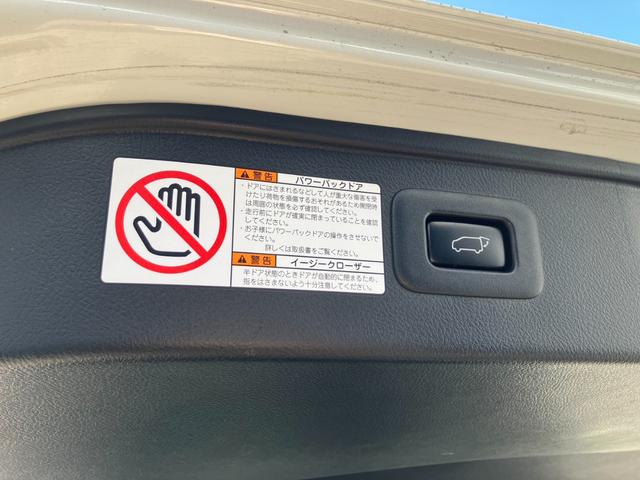 警告 パワーバックドア
・ドアにはさまれるなどして人が重大な傷害を受
けたり荷物を損傷するおそれがあるため開閉時
は周囲の状態を必ず確認してください。
・走行前にドアが確実に閉まっていることを確認
してください。
・お子様にパワーバックドアの操作をさせないで
ください。
詳しくは取扱書をご覧ください。
警告 イージークローザー
半ドア状態のときドアが自動的に閉まるため、
指をはさまないよう十分注意してください。